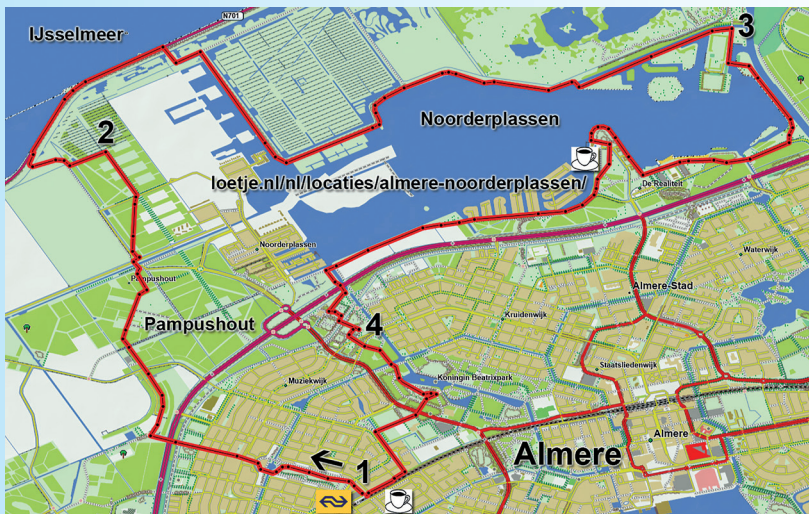 N701
IJsselmeer
3
2
Noorderplassen
loetje.nl/nl/locaties/almere-noorderplassen/
De Realiteit
Noorderplassen
Waterwijk
Pampushout
Almere-Stad
Pampushout
4
Kruidenwijk
Staatsliedenwijk
Muziekwijk
Koningin Beatrixpark
Almere
Almere
1